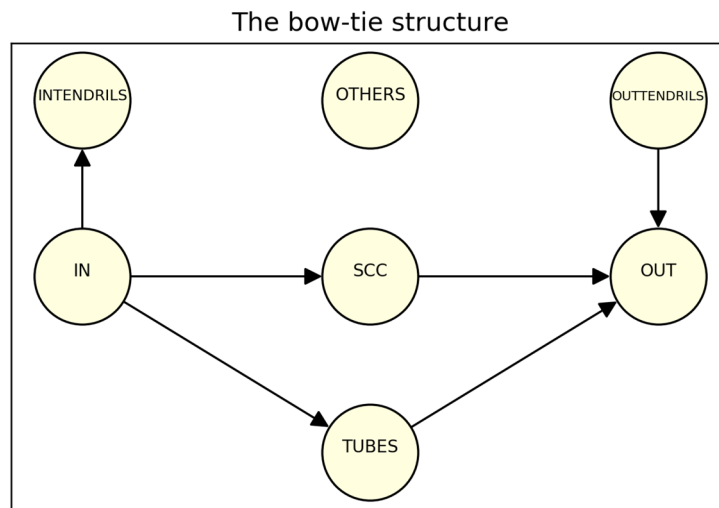 The bow-tie structure
INTENDRILS
OTHERS
OUTTENDRILS
IN
SCC
OUT
TUBES